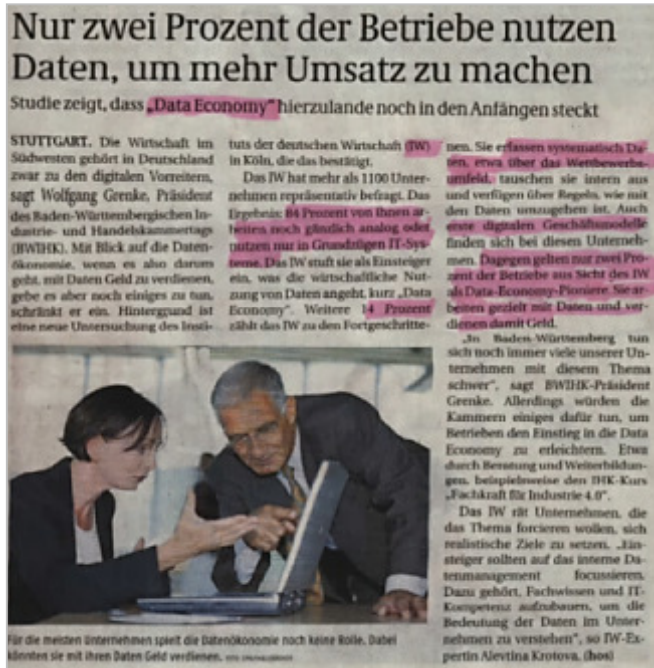 Nur zwei Prozent der Betriebe nutzen
Daten, um mehr Umsatz zu machen
Studie zeigt, dass „Data Economy“ hierzulande noch in den Anfängen steckt
STUTTGART. Die Wirtschaft im
Südwesten gehört in Deutschland
zwar zu den digitalen Vorreitern,
sagt Wolfgang Grenke, Präsident
des Baden-Württembergischen In-
dustrie- und Handelskammertags
(BWIHK). Mit Blick auf die Daten-
ökonomie, wenn es also darum
geht, mit Daten Geld zu verdienen,
gebe es aber noch einiges zu tun,
schränkt er ein. Hintergrund ist
eine neue Untersuchung des Insti-
tuts der deutschen Wirtschaft (IW)
in Köln, die das bestätigt.
Das IW hat mehr als 1100 Unter-
nehmen repräsentativ befragt. Das
Ergebnis: 84 Prozent von ihnen ar-
beiten noch gänzlich analog oder
nutzen nur in Grundzügen IT-Sys-
teme. Das IW stuft sie als Einsteiger
ein, was die wirtschaftliche Nut-
zung von Daten angeht, kurz „Data
Economy“. Weitere 14 Prozent
zählt das IW zu den Fortgeschritte-
nen. Sie erfassen systematisch Da-
ten, etwa über das Wettbewerbs-
umfeld, tauschen sie intern aus
und verfügen über Regeln, wie mit
den Daten umzugehen ist. Auch
erste digitalen Geschäftsmodelle
finden sich bei diesen Unterneh-
men. Dagegen gelten nur zwei Pro-
zent der Betriebe aus Sicht des IW
als Data-Economy-Pioniere. Sie ar-
beiten gezielt mit Daten und ver-
dienen damit Geld.
„In Baden-Württemberg tun
sich noch immer viele unserer Un-
ternehmen mit diesem Thema
schwer“, sagt BWIHK-Präsident
Grenke. Allerdings würden die
Kammern einiges dafür tun, um
Betrieben den Einstieg in die Data
Economy zu erleichtern. Etwa
durch Beratung und Weiterbildun-
gen, beispielsweise den IHK-Kurs
„Fachkraft für Industrie 4.0“.
Das IW rät Unternehmen, die
das Thema forcieren wollen, sich
realistische Ziele zu setzen. „Ein-
steiger sollten auf das interne Da-
tenmanagement focussieren.
Dazu gehört, Fachwissen und IT-
Kompetenz aufzubauen, um die
Bedeutung der Daten im Unter-
nehmen zu verstehen“, so IW-Ex-
pertin Alevtina Krotova. (hos)
Für die meisten Unternehmen spielt die Datenökonomie noch keine Rolle. Dabei
könnten sie mit ihren Daten Geld verdienen.